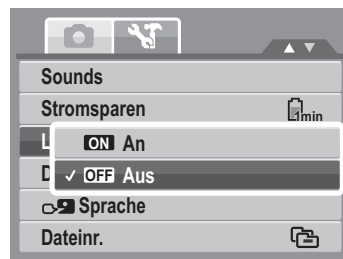 Sounds
Stromsparen 1min
L
ON An
D
OFF Aus
Sprache
Dateinr.